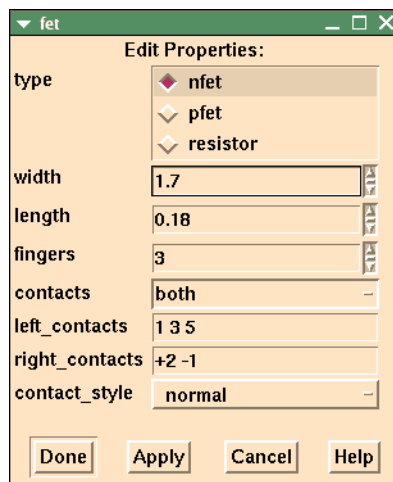 fet
Edit Properties:
type
nfet
pfet
resistor
width 1.7
length 0.18
fingers 3
contacts both
left_contacts 1 3 5
right_contacts +2 -1
contact_style normal
Done Apply Cancel Help